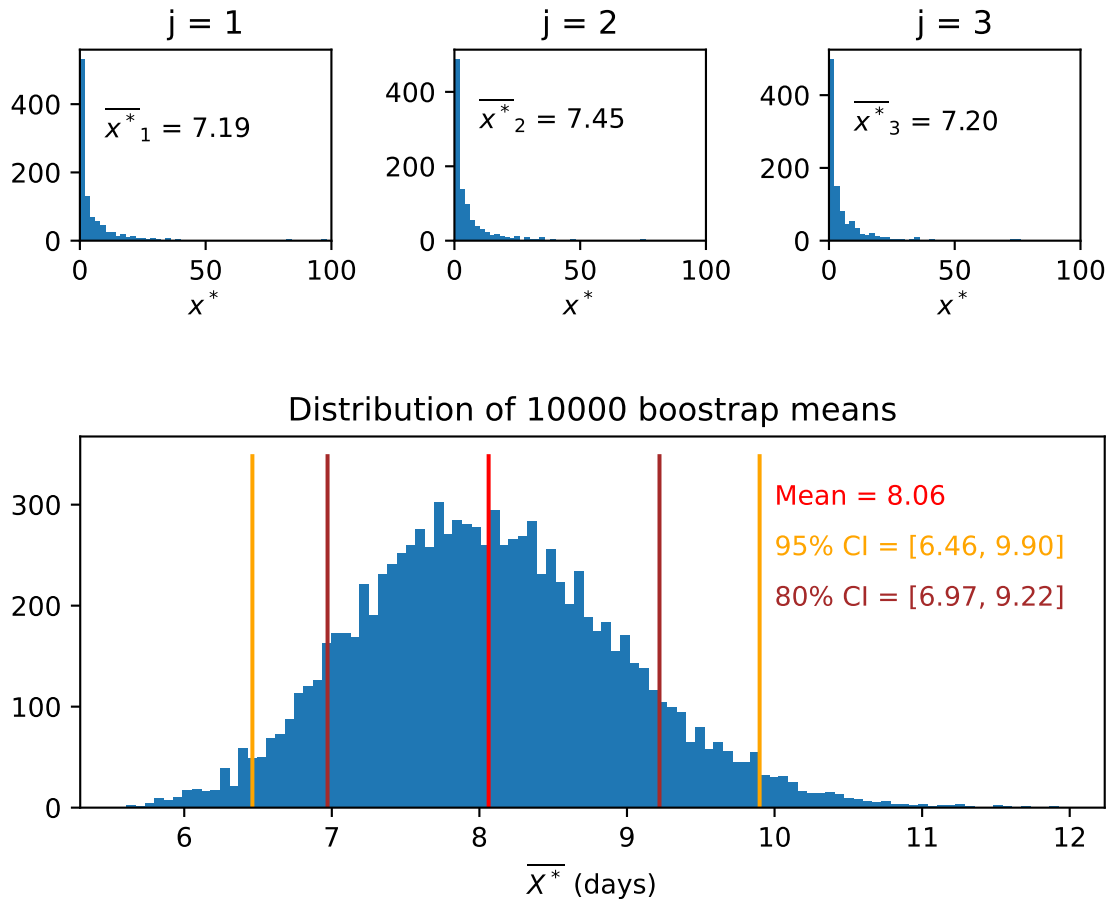 j = 1
j = 2
j = 3
400
200
0
x̅*₁ = 7.19
0 50 100
x*
400
200
0
x̅*₂ = 7.45
0 50 100
x*
400
200
0
x̅*₃ = 7.20
0 50 100
x*
Distribution of 10000 boostrap means
300
200
100
0
Mean = 8.06
95% CI = [6.46, 9.90]
80% CI = [6.97, 9.22]
6 7 8 9 10 11 12
X̅* (days)